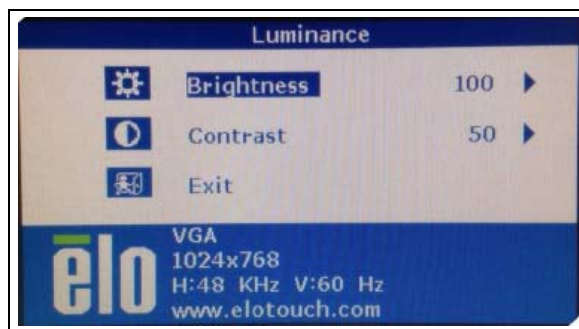 Luminance
Brightness 100
Contrast 50
Exit
elo
VGA
1024x768
H:48 KHz V:60 Hz
www.elotouch.com